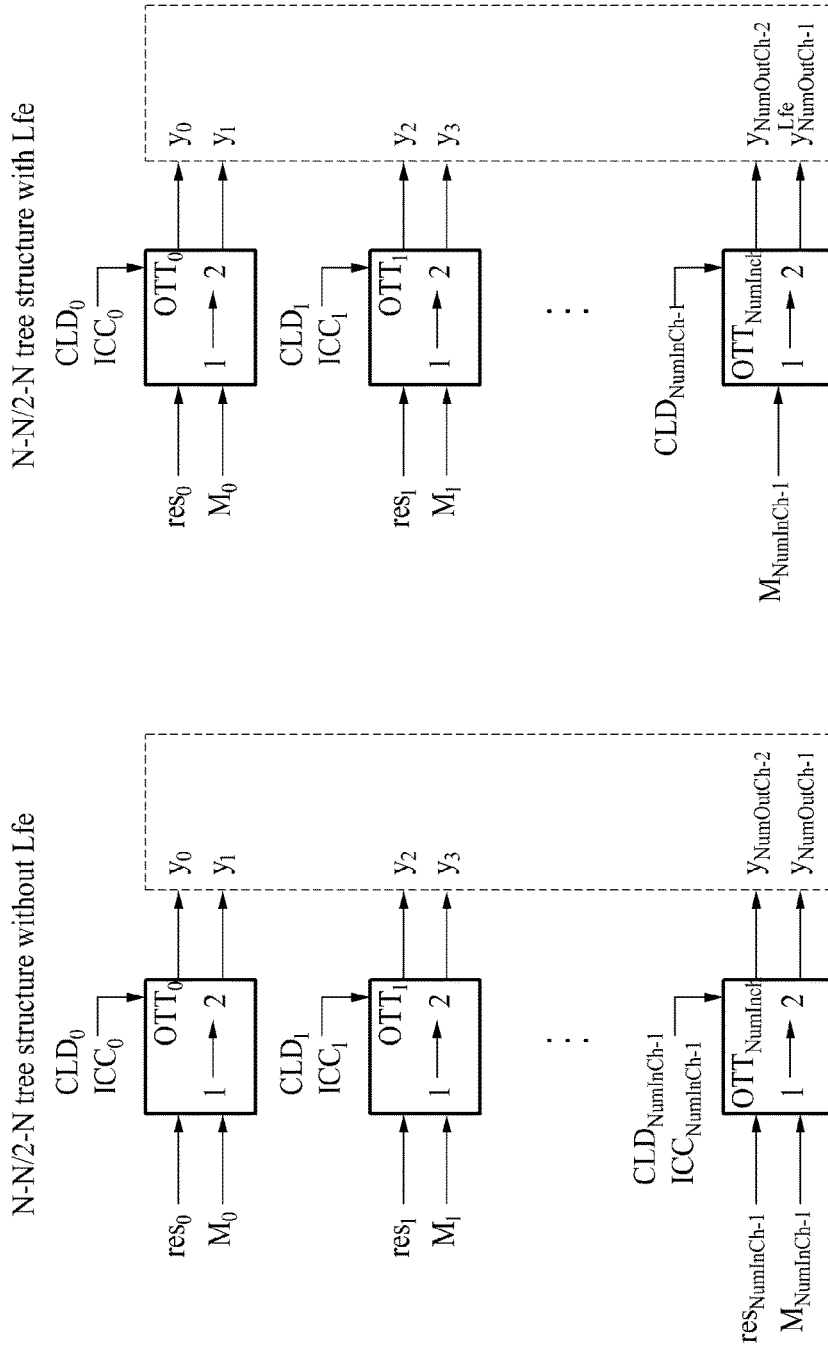 N-N/2-N tree structure without Lfe
CLD0
ICC0
res0
M0
OTT0
1 2
y0
y1
CLD1
ICC1
res1
M1
OTT1
1 2
y2
y3
. . .
CLDNumInCh-1
ICCNumInCh-1
resNumInCh-1
MNumInCh-1
OTTNumInch
1 2
yNumOutCh-2
yNumOutCh-1
N-N/2-N tree structure with Lfe
CLD0
ICC0
res0
M0
OTT0
1 2
y0
y1
CLD1
ICC1
res1
M1
OTT1
1 2
y2
y3
. . .
CLDNumInCh-1
MNumInCh-1
OTTNumInch
1 2
yNumOutCh-2
Lfe
yNumOutCh-1